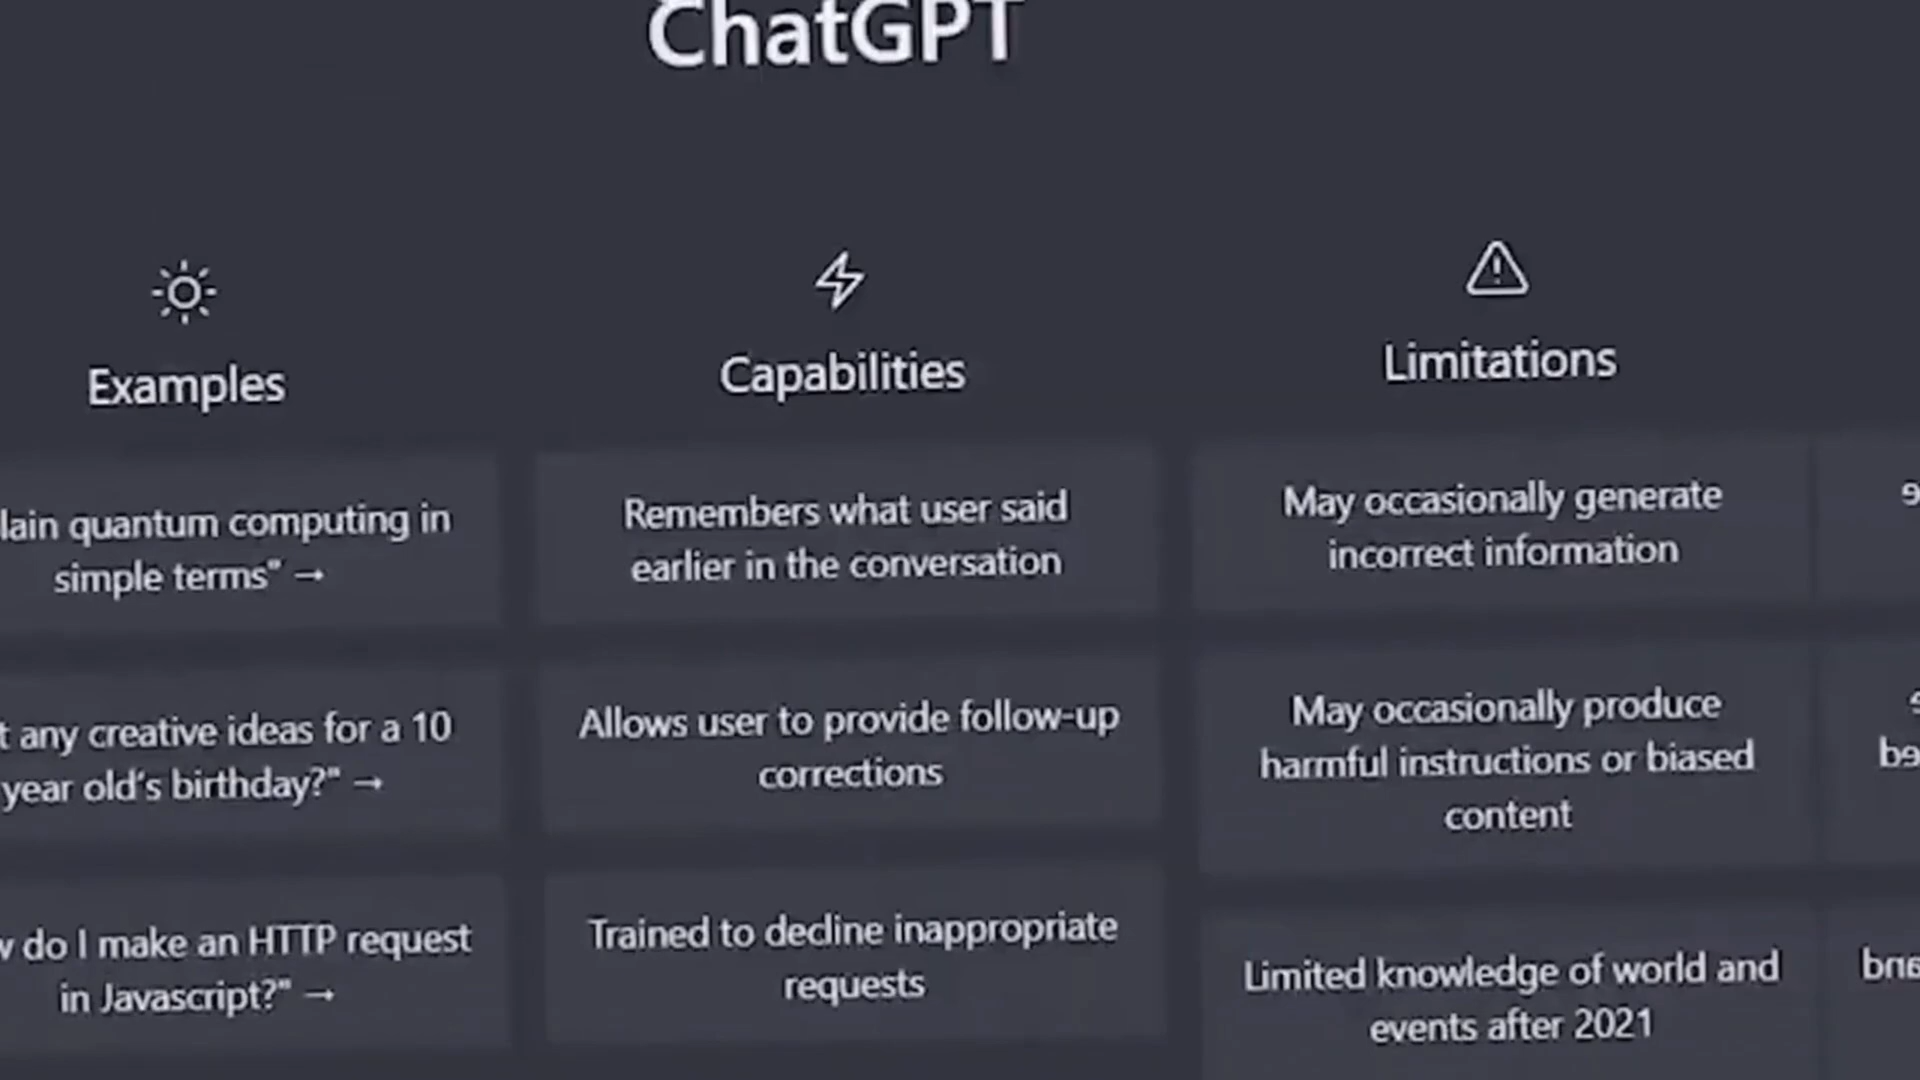 ChatGPT
Examples
lain quantum computing in
simple terms" →
t any creative ideas for a 10
year old's birthday?" →
w do I make an HTTP request
in Javascript?" →
Capabilities
Remembers what user said
earlier in the conversation
Allows user to provide follow-up
corrections
Trained to decline inappropriate
requests
Limitations
May occasionally generate
incorrect information
May occasionally produce
harmful instructions or biased
content
Limited knowledge of world and
events after 2021